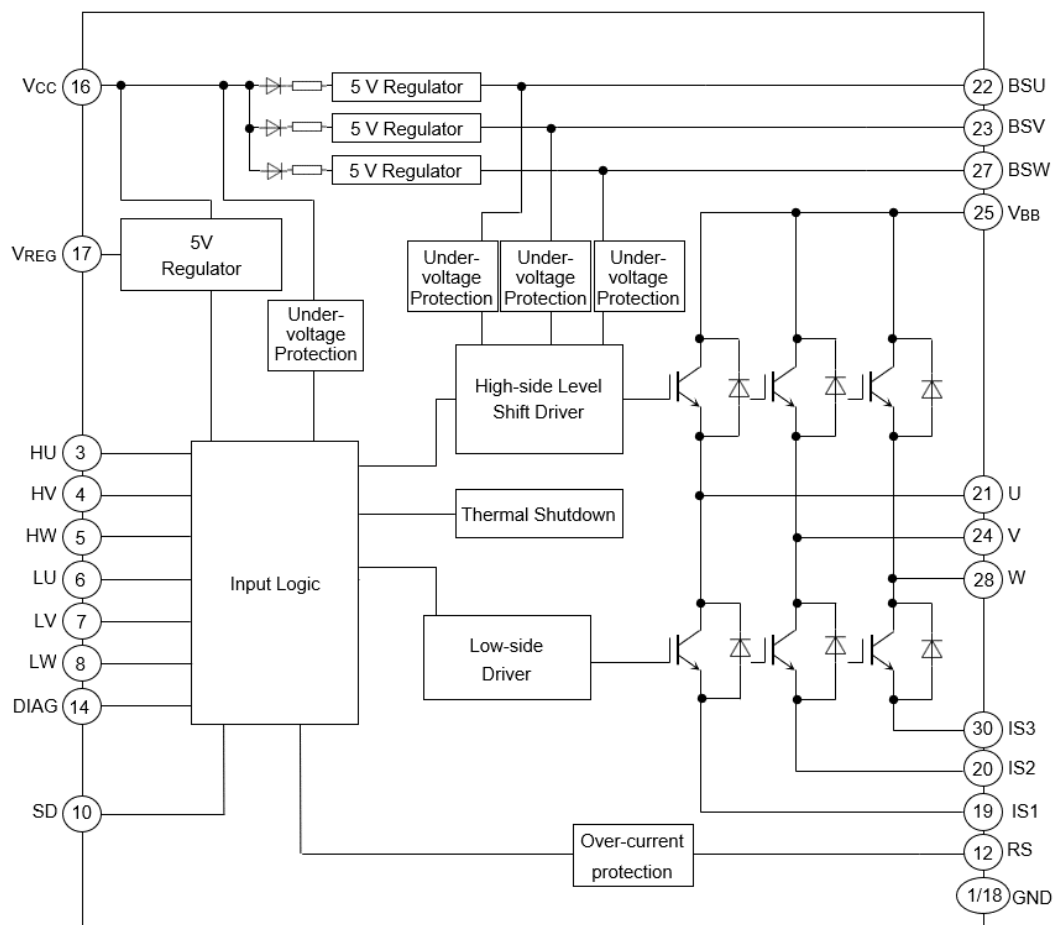 VCC 16
5 V Regulator
22 BSU
5 V Regulator
23 BSV
5 V Regulator
27 BSW
25 VBB
VREG 17
5V
Regulator
Under-
voltage
Protection
Under-
voltage
Protection
Under-
voltage
Protection
Under-
voltage
Protection
High-side Level
Shift Driver
HU 3
HV 4
HW 5
LU 6
LV 7
LW 8
DIAG 14
SD 10
Input Logic
Thermal Shutdown
Low-side
Driver
21 U
24 V
28 W
30 IS3
20 IS2
19 IS1
Over-current
protection
12 RS
1/18 GND